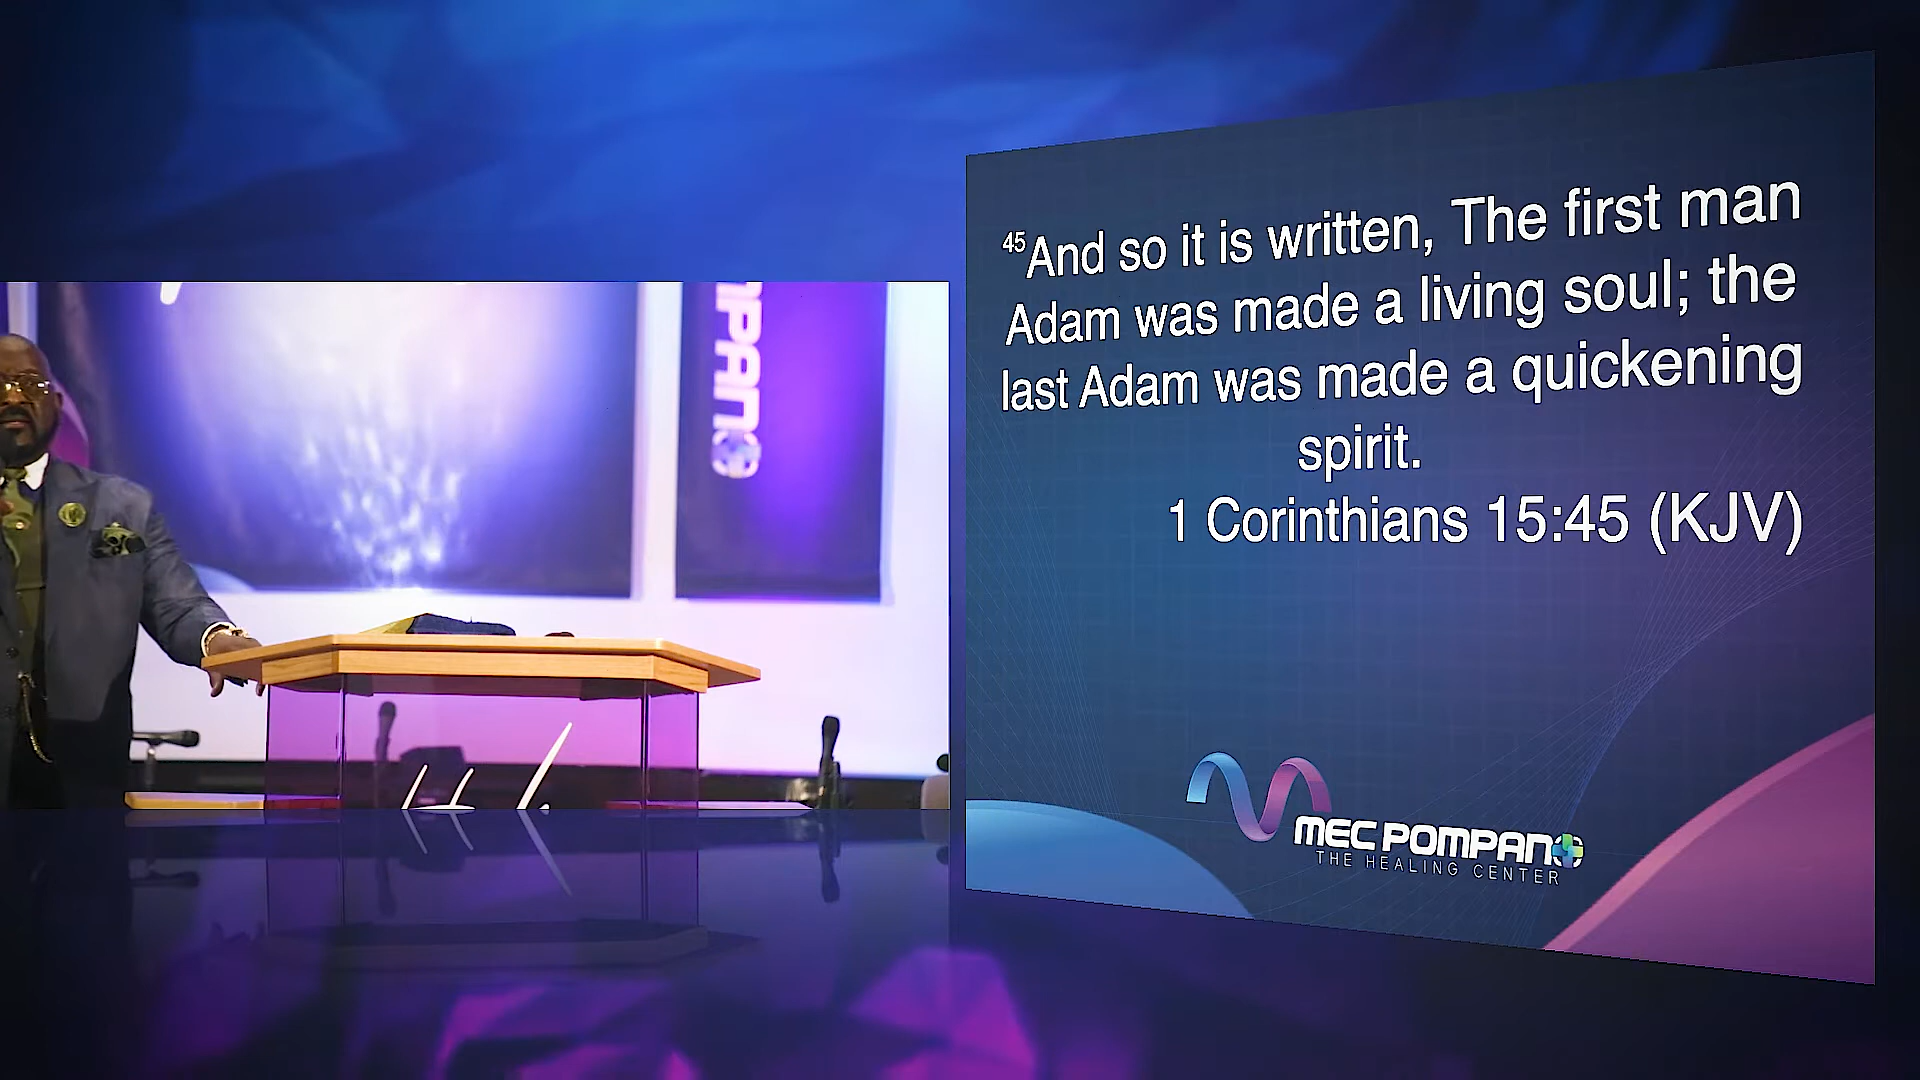 MPANO
45And so it is written, The first man
Adam was made a living soul; the
last Adam was made a quickening
spirit.
1 Corinthians 15:45 (KJV)
MEC POMPANO
THE HEALING CENTER